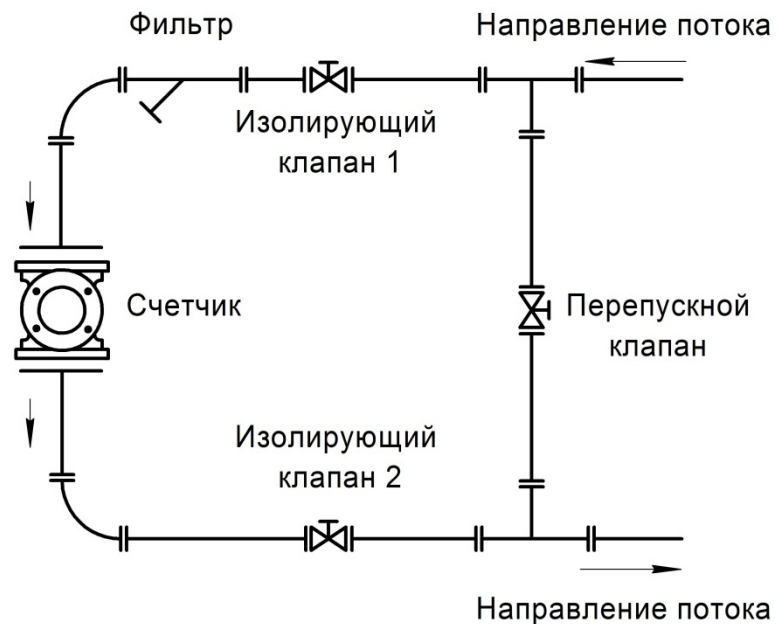 Фильтр
Направление потока
Изолирующий
клапан 1
Счетчик
Перепускной
клапан
Изолирующий
клапан 2
Направление потока